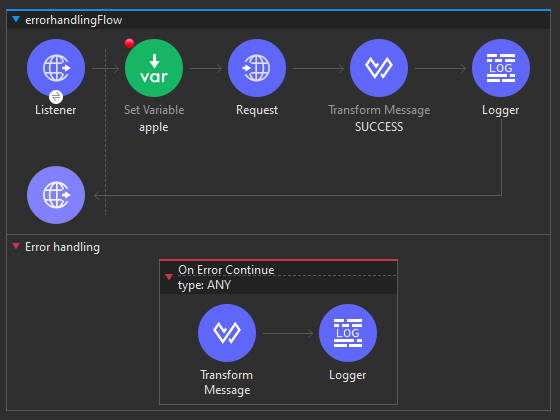 errorhandlingFlow
var
LOG
Listener
Set Variable
Request
Transform Message
Logger
apple
SUCCESS
Error handling
On Error Continue
type: ANY
LOG
Transform
Message
Logger